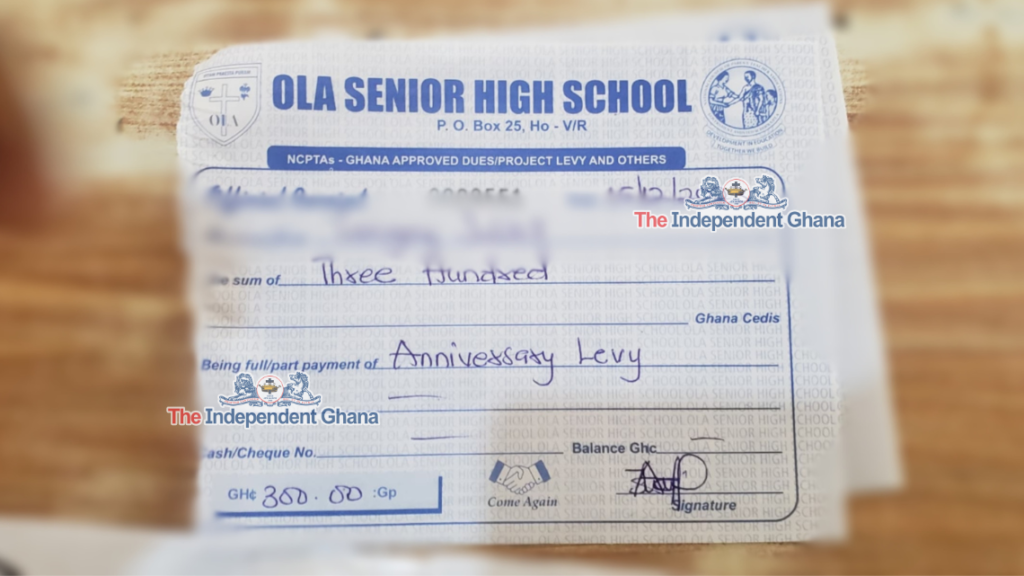 OLA SENIOR HIGH SCHOOL
P. O. Box 25, Ho - V/R
NCPTAs - GHANA APPROVED DUES/PROJECT LEVY AND OTHERS
The Independent Ghana
sum of Three Hundred
Ghana Cedis
Being full/part payment of Anniversary Levy
The Independent Ghana
ash/Cheque No. Balance Gh¢
GH¢ 300.00 :Gp
Come Again
Signature